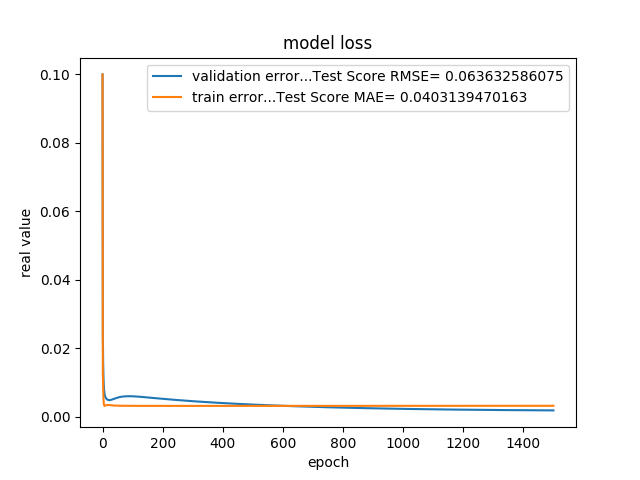 model loss
validation error...Test Score RMSE= 0.063632586075
train error...Test Score MAE= 0.0403139470163
real value
0.10
0.08
0.06
0.04
0.02
0.00
0 200 400 600 800 1000 1200 1400
epoch